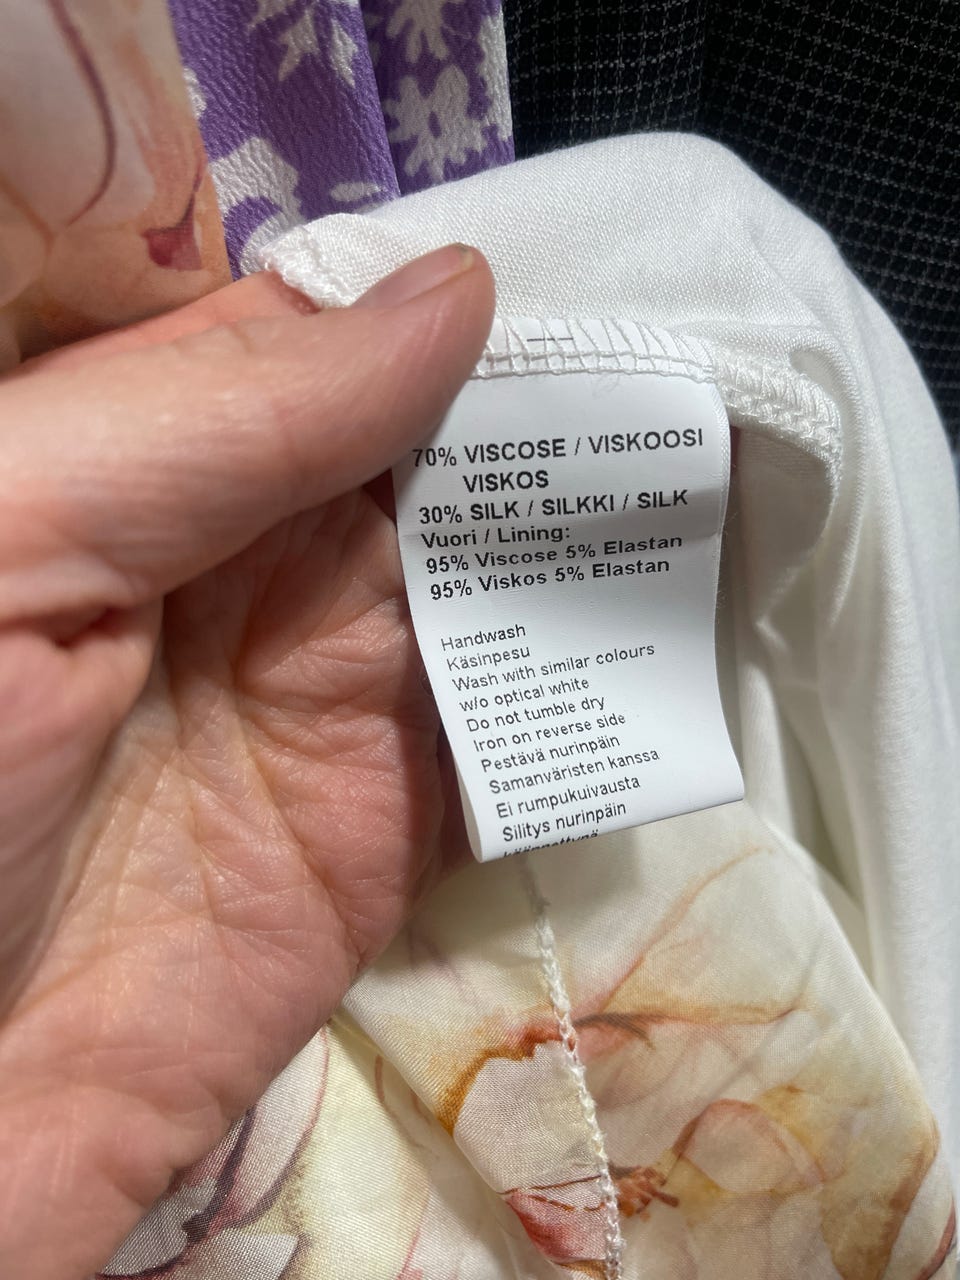 70% VISCOSE / VISKOOSI
VISKOS
30% SILK / SILKKI / SILK
Vuori / Lining:
95% Viscose 5% Elastan
95% Viskos 5% Elastan
Handwash
Käsinpesu
Wash with similar colours
w/o optical white
Do not tumble dry
Iron on reverse side
Pestävä nurinpäin
Samanväristen kanssa
Ei rumpukuivausta
Silitys nurinpäin